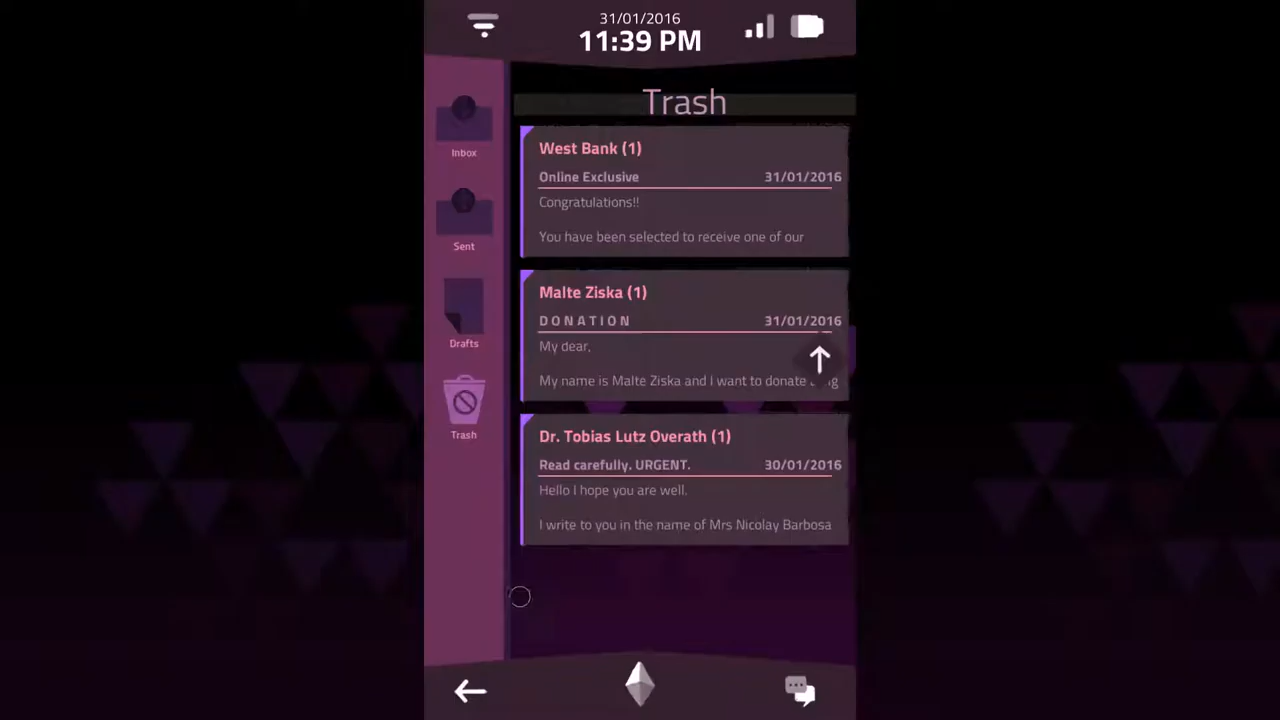 31/01/2016
11:39 PM
Trash
Inbox
Sent
Drafts
Trash
West Bank (1)
Online Exclusive 31/01/2016
Congratulations!!
You have been selected to receive one of our
Malte Ziska (1)
D O N A T I O N 31/01/2016
My dear,
My name is Malte Ziska and I want to donate
Dr. Tobias Lutz Overath (1)
Read carefully. URGENT. 30/01/2016
Hello I hope you are well.
I write to you in the name of Mrs Nicolay Barbosa